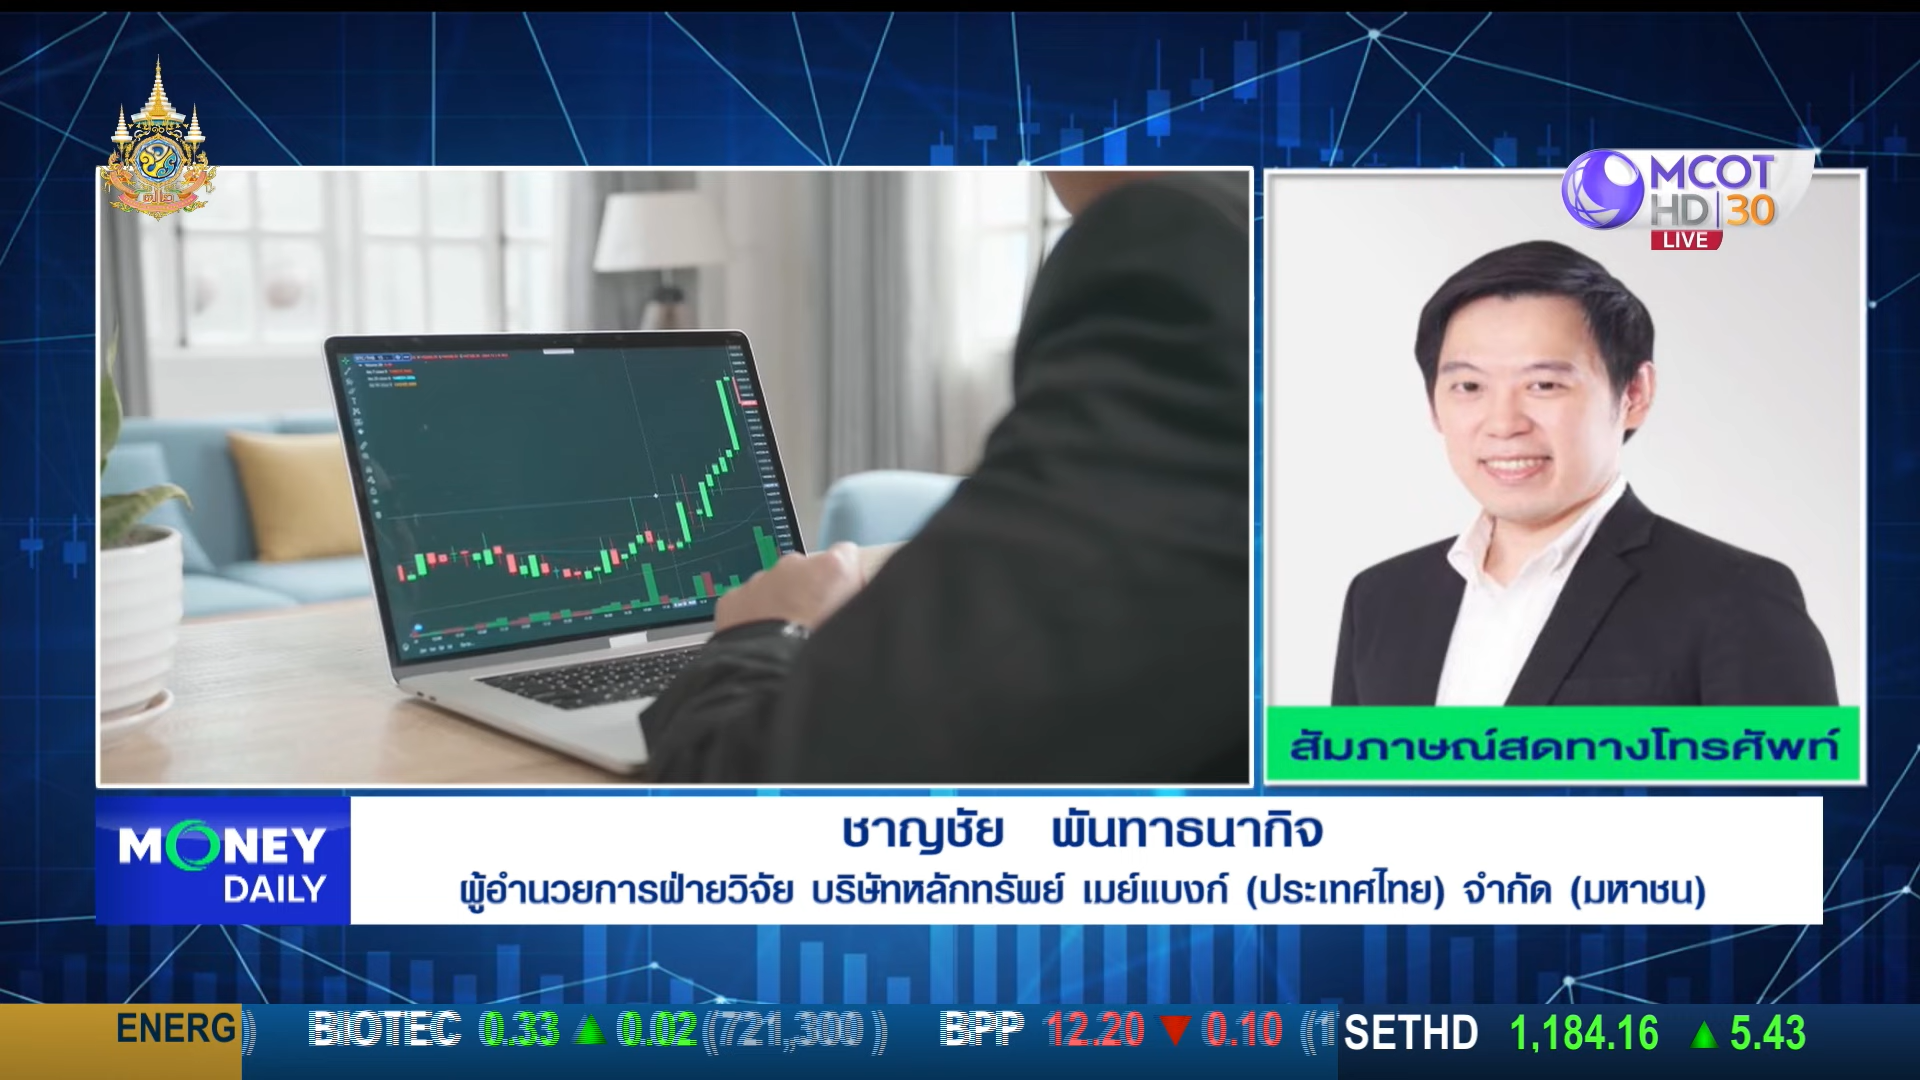 MCOT
HD 30
LIVE
สัมภาษณ์สดทางโทรศัพท์
MONEY
DAILY
ชาญชัย พันทาธนากิจ
ผู้อำนวยการฝ่ายวิจัย บริษัทหลักทรัพย์ เมย์แบงก์ (ประเทศไทย) จำกัด (มหาชน)
ENERG ) BIOTEC 0.33 ▲ 0.02 (721,300 ) BPP 12.20 ▼ 0.10 (1 SETHD 1,184.16 ▲ 5.43